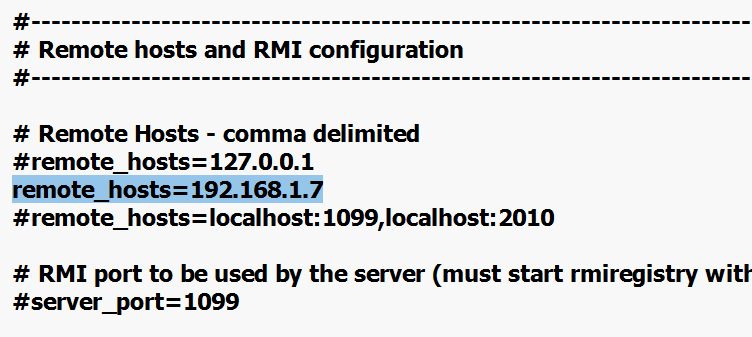 #---------------------------------------------------------------------------
# Remote hosts and RMI configuration
#---------------------------------------------------------------------------
# Remote Hosts - comma delimited
#remote_hosts=127.0.0.1
remote_hosts=192.168.1.7
#remote_hosts=localhost:1099,localhost:2010
# RMI port to be used by the server (must start rmiregistry with
#server_port=1099